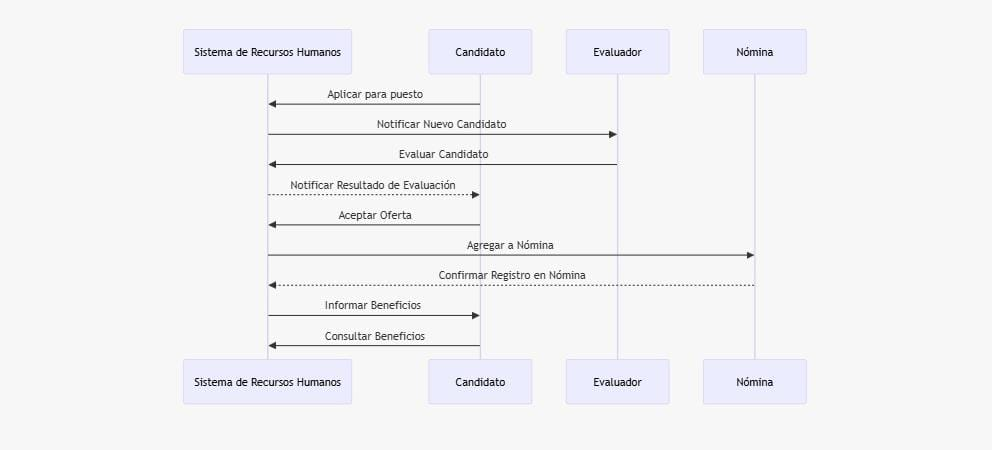 Sistema de Recursos Humanos
Candidato
Evaluador
Nómina
Aplicar para puesto
Notificar Nuevo Candidato
Evaluar Candidato
Notificar Resultado de Evaluación
Aceptar Oferta
Agregar a Nómina
Confirmar Registro en Nómina
Informar Beneficios
Consultar Beneficios
Sistema de Recursos Humanos
Candidato
Evaluador
Nómina